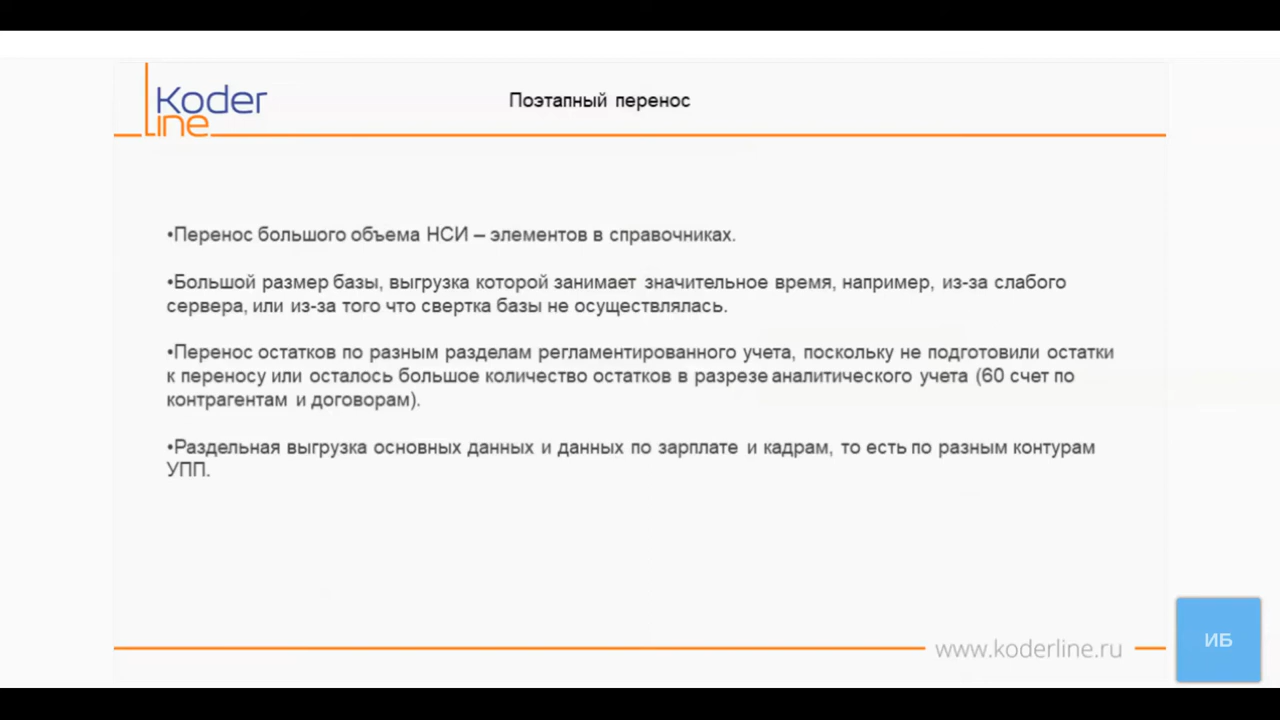 Koder
line
Поэтапный перенос
•Перенос большого объема НСИ – элементов в справочниках.
•Большой размер базы, выгрузка которой занимает значительное время, например, из-за слабого
сервера, или из-за того что свертка базы не осуществлялась.
•Перенос остатков по разным разделам регламентированного учета, поскольку не подготовили остатки
к переносу или осталось большое количество остатков в разрезе аналитического учета (60 счет по
контрагентам и договорам).
•Раздельная выгрузка основных данных и данных по зарплате и кадрам, то есть по разным контурам
УПП.
www.koderline.ru
ИБ